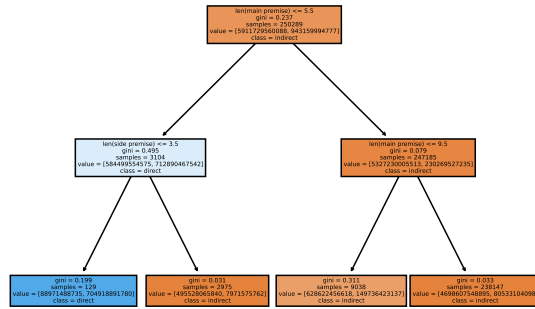 len(main premise) <= 5.5
gini = 0.237
samples = 250289
value = [5911729560088, 943159994777]
class = indirect
len(side premise) <= 3.5
gini = 0.495
samples = 3104
value = [584499554575, 712890467542]
class = direct
len(main premise) <= 9.5
gini = 0.079
samples = 247185
value = [5327230005513, 230269527235]
class = indirect
gini = 0.199
samples = 129
value = [88971488735, 704918891780]
class = direct
gini = 0.031
samples = 2975
value = [495528065840, 7971575762]
class = indirect
gini = 0.311
samples = 9038
value = [628622456618, 149736423137]
class = indirect
gini = 0.033
samples = 238147
value = [4698607548895, 80533104098]
class = indirect